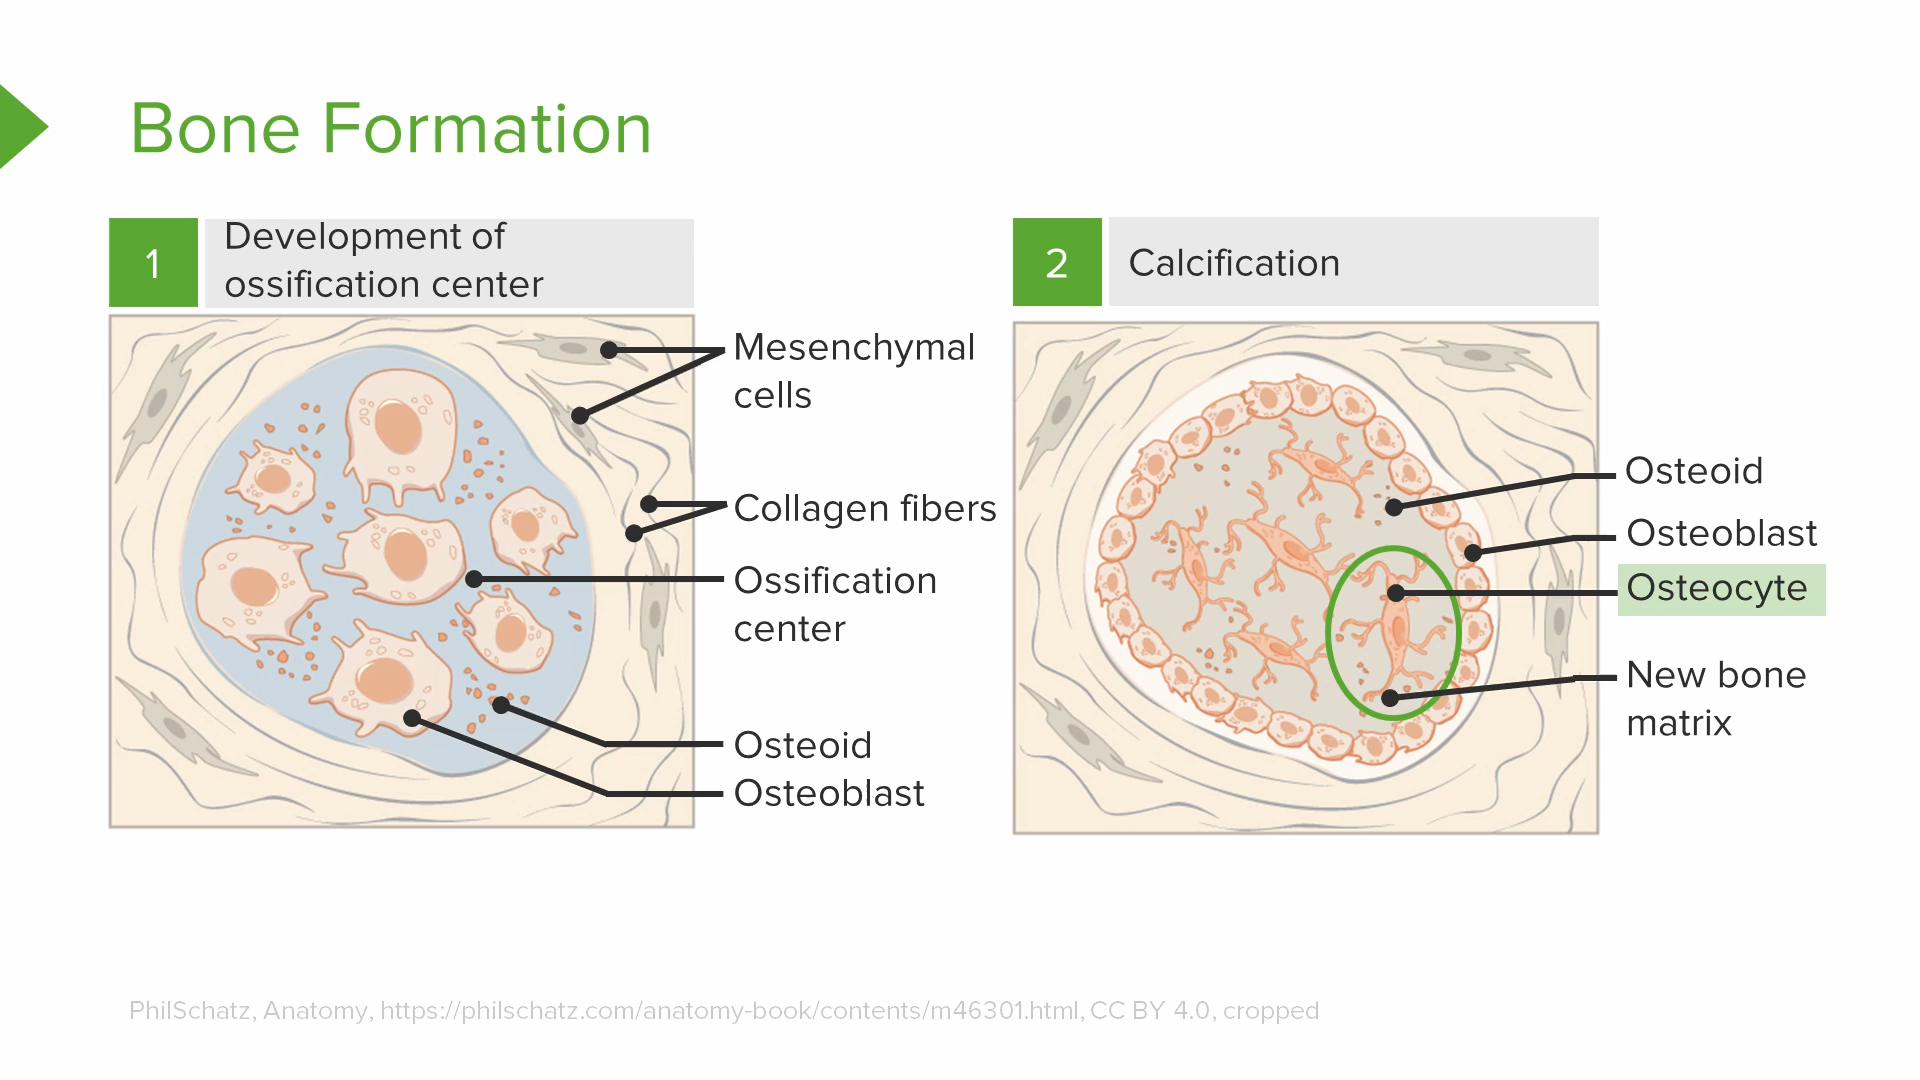 Bone Formation
1
Development of
ossification center
Mesenchymal
cells
Collagen fibers
Ossification
center
Osteoid
Osteoblast
2
Calcification
Osteoid
Osteoblast
Osteocyte
New bone
matrix
PhilSchatz, Anatomy, https://philschatz.com/anatomy-book/contents/m46301.html, CC BY 4.0, cropped